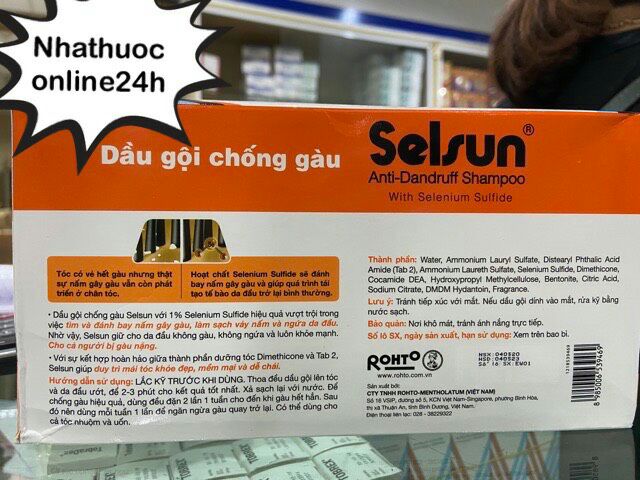 Nhathuoc
online24h
Dầu gội chống gàu
Selsun®
Anti-Dandruff Shampoo
With Selenium Sulfide
Tóc có vẻ hết gàu nhưng thật
sự nấm gây gàu vẫn còn phát
triển ở chân tóc.
Hoạt chất Selenium Sulfide sẽ đánh
bay nấm gây gàu và giúp quá trình tái
tạo tế bào da đầu trở lại bình thường.
• Dầu gội chống gàu Selsun với 1% Selenium Sulfide hiệu quả vượt trội trong
việc tìm và đánh bay nấm gây gàu, làm sạch vảy nấm và ngứa da đầu.
Nhờ vậy, Selsun giữ cho da đầu không gàu, không ngứa và luôn khỏe mạnh.
Cho cả người bị gàu nặng.
• Với sự kết hợp hoàn hảo giữa thành phần dưỡng tóc Dimethicone và Tab 2,
Selsun giúp duy trì mái tóc khỏe đẹp, mềm mại và dễ chải.
Hướng dẫn sử dụng: LẮC KỸ TRƯỚC KHI DÙNG. Thoa đều dầu gội lên tóc
và da đầu ướt, để 2-3 phút cho kết quả tốt nhất. Xả sạch lại với nước. Để
chống gàu hiệu quả, dùng đều đặn 2 lần 1 tuần cho đến khi gàu hết hẳn. Sau
đó nên dùng mỗi tuần 1 lần để ngăn ngừa gàu quay trở lại. Có thể dùng cho
cả tóc nhuộm và uốn.
Thành phần: Water, Ammonium Lauryl Sulfate, Distearyl Phthalic Acid
Amide (Tab 2), Ammonium Laureth Sulfate, Selenium Sulfide, Dimethicone,
Cocamide DEA, Hydroxypropyl Methylcellulose, Bentonite, Citric Acid,
Sodium Citrate, DMDM Hydantoin, Fragrance.
Lưu ý: Tránh tiếp xúc với mắt. Nếu dầu gội dính vào mắt, rửa kỹ bằng
nước sạch.
Bảo quản: Nơi khô mát, tránh ánh nắng trực tiếp.
Số lô SX, ngày sản xuất, hạn sử dụng: Xem trên bao bì.
ROHTO
www.rohto.com.vn
NSX: 040520
HSD: 040523
Sản xuất bởi:
CTY TNHH ROHTO-MENTHOLATUM (VIỆT NAM)
Số 16 VSIP, đường số 5, KCN Việt Nam-Singapore, phường Bình Hòa,
thị xã Thuận An, tỉnh Bình Dương, Việt Nam
Điện thoại liên lạc: 028 - 38229322
8 935006 539469
TobraDex
TOBREX
TOBREX